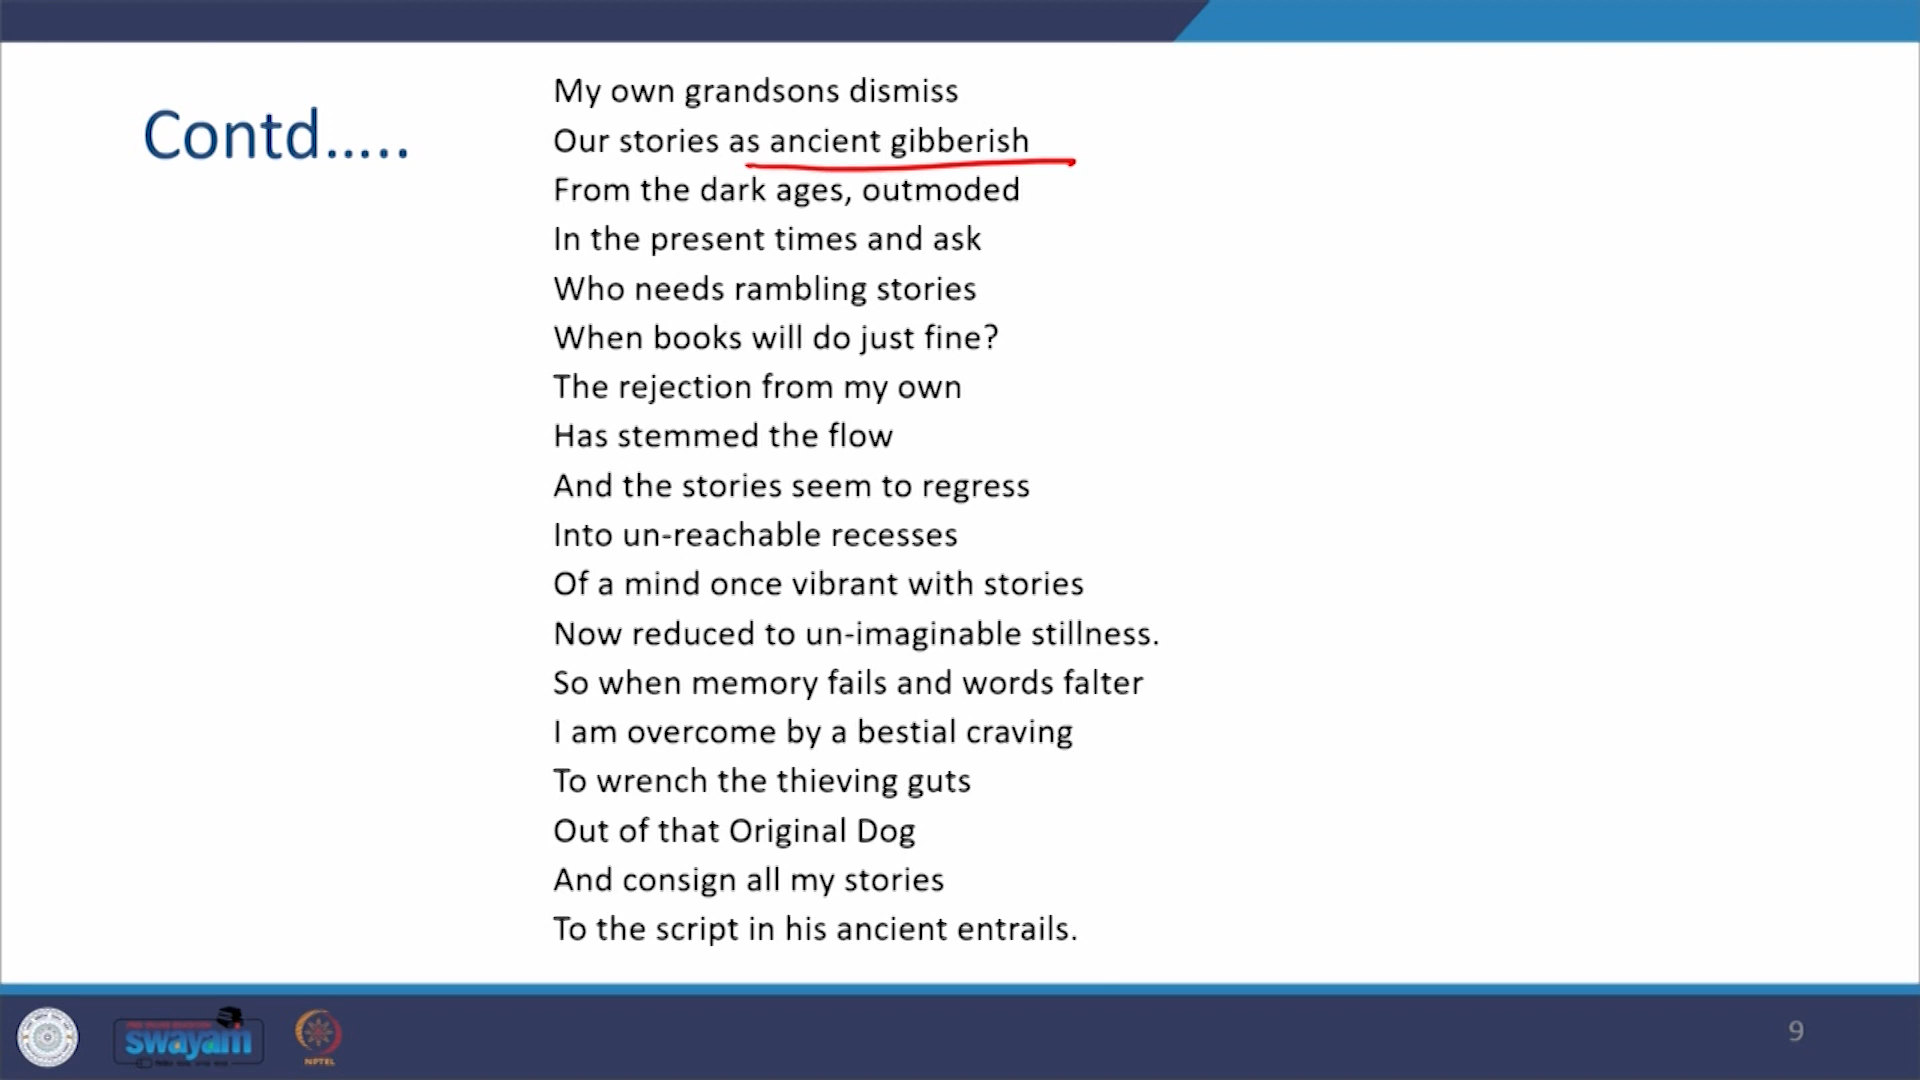 Contd.....
My own grandsons dismiss
Our stories as ancient gibberish
From the dark ages, outmoded
In the present times and ask
Who needs rambling stories
When books will do just fine?
The rejection from my own
Has stemmed the flow
And the stories seem to regress
Into un-reachable recesses
Of a mind once vibrant with stories
Now reduced to un-imaginable stillness.
So when memory fails and words falter
I am overcome by a bestial craving
To wrench the thieving guts
Out of that Original Dog
And consign all my stories
To the script in his ancient entrails.
swayam
NPTEL
9